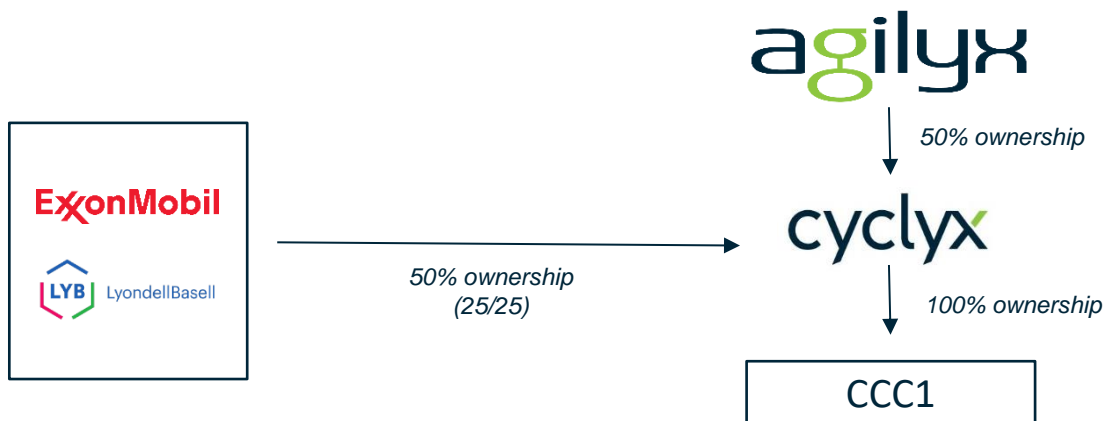 agilyx
50% ownership
ExxonMobil
LYB LyondellBasell
50% ownership
(25/25)
cyclyx
100% ownership
CCC1